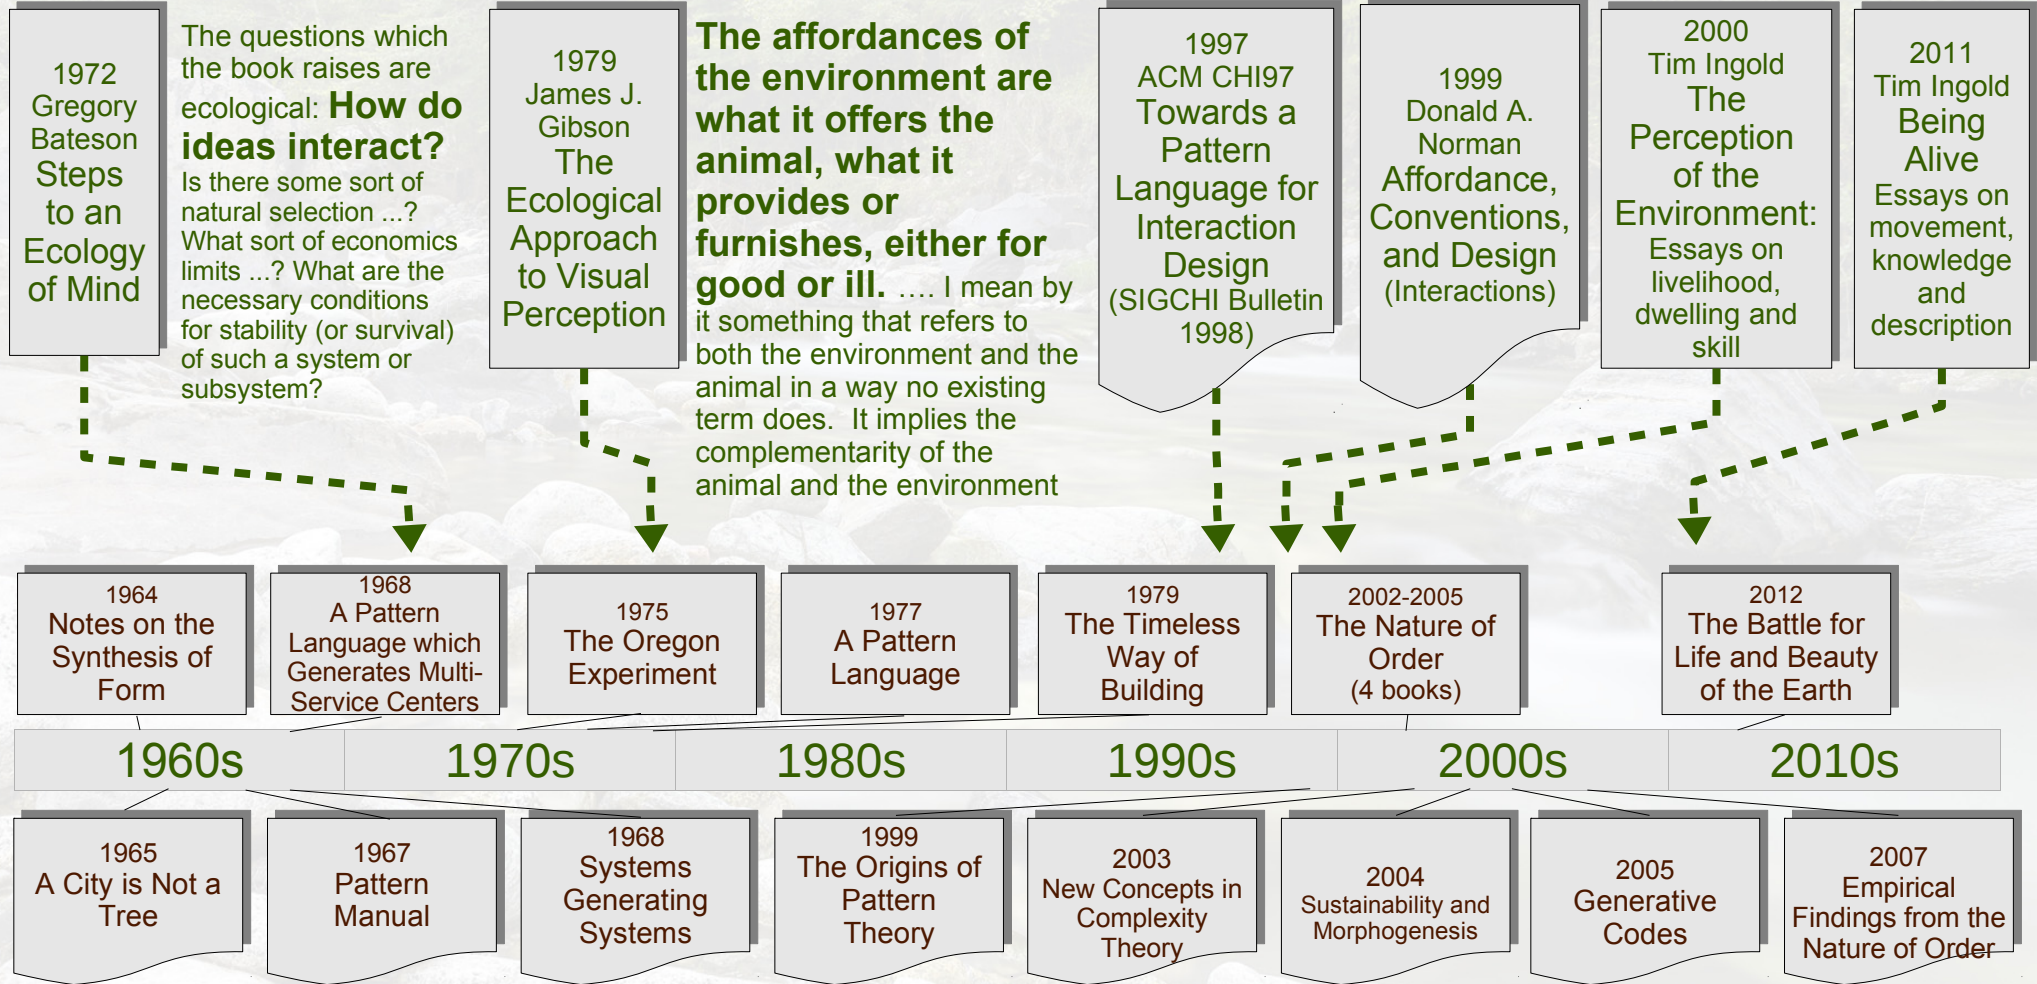 1972
Gregory
Bateson
Steps
to an
Ecology
of Mind
The questions which
the book raises are
ecological: How do
ideas interact?
Is there some sort of
natural selection ...?
What sort of economics
limits ...? What are the
necessary conditions
for stability (or survival)
of such a system or
subsystem?
1979
James J.
Gibson
The
Ecological
Approach
to Visual
Perception
The affordances of
the environment are
what it offers the
animal, what it
provides or
furnishes, either for
good or ill. .... I mean by
it something that refers to
both the environment and the
animal in a way no existing
term does. It implies the
complementarity of the
animal and the environment
1997
ACM CHI97
Towards a
Pattern
Language for
Interaction
Design
(SIGCHI Bulletin
1998)
1999
Donald A.
Norman
Affordance,
Conventions,
and Design
(Interactions)
2000
Tim Ingold
The
Perception
of the
Environment:
Essays on
livelihood,
dwelling and
skill
2011
Tim Ingold
Being
Alive
Essays on
movement,
knowledge
and
description
1964
Notes on the
Synthesis of
Form
1968
A Pattern
Language which
Generates Multi-
Service Centers
1975
The Oregon
Experiment
1977
A Pattern
Language
1979
The Timeless
Way of
Building
2002-2005
The Nature of
Order
(4 books)
2012
The Battle for
Life and Beauty
of the Earth
1960s 1970s 1980s 1990s 2000s 2010s
1965
A City is Not a
Tree
1967
Pattern
Manual
1968
Systems
Generating
Systems
1999
The Origins of
Pattern
Theory
2003
New Concepts in
Complexity
Theory
2004
Sustainability and
Morphogenesis
2005
Generative
Codes
2007
Empirical
Findings from the
Nature of Order